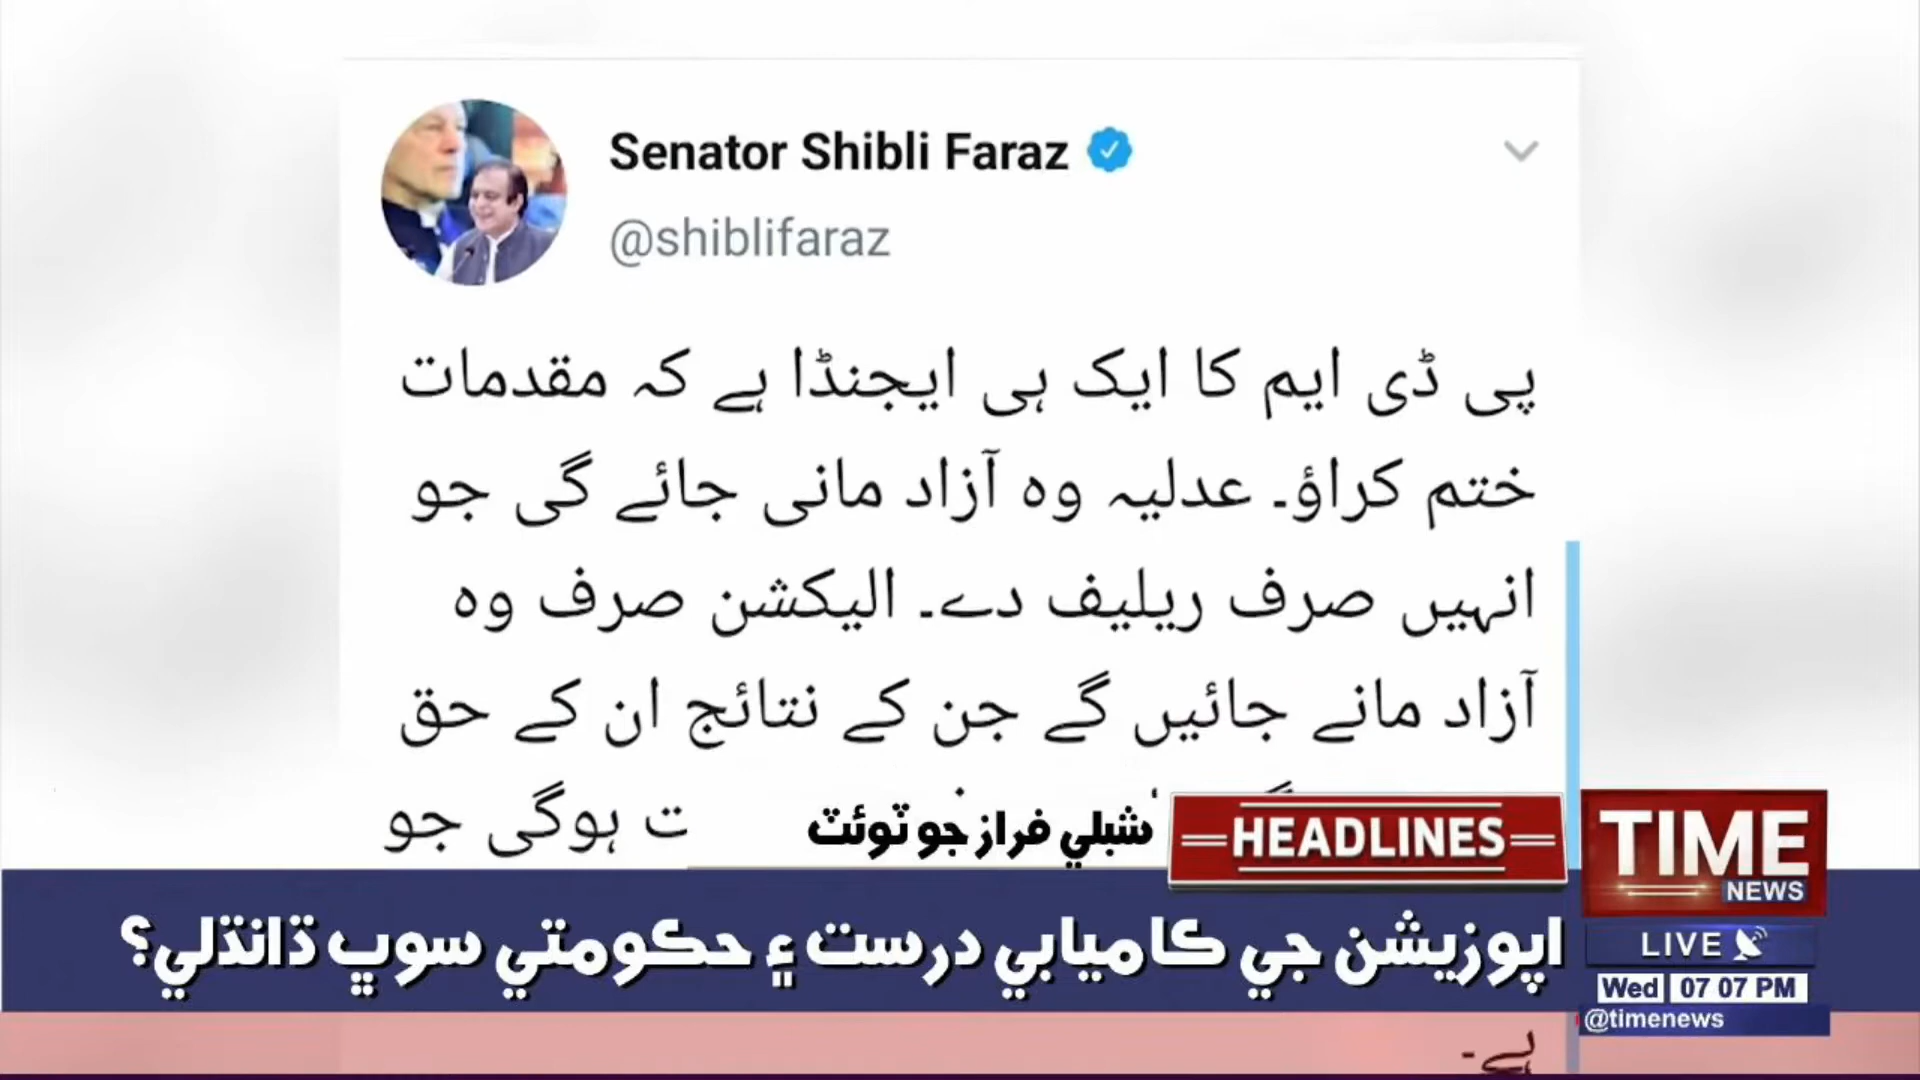 Senator Shibli Faraz
@shiblifaraz
پی ڈی ایم کا ایک ہی ایجنڈا ہے کہ مقدمات
ختم کراؤ۔ عدلیہ وہ آزاد مانی جائے گی جو
انہیں صرف ریلیف دے۔ الیکشن صرف وہ
آزاد مانے جائیں گے جن کے نتائج ان کے حق
ہوگی جو
شبلي فراز جو ٽوئٽ
HEADLINES
اپوزيشن جي ڪاميابي درست ۽ حڪومتي سوڀ ڌانڌلي؟
ہے۔
TIME
NEWS
LIVE
Wed 07 07 PM
@timenews